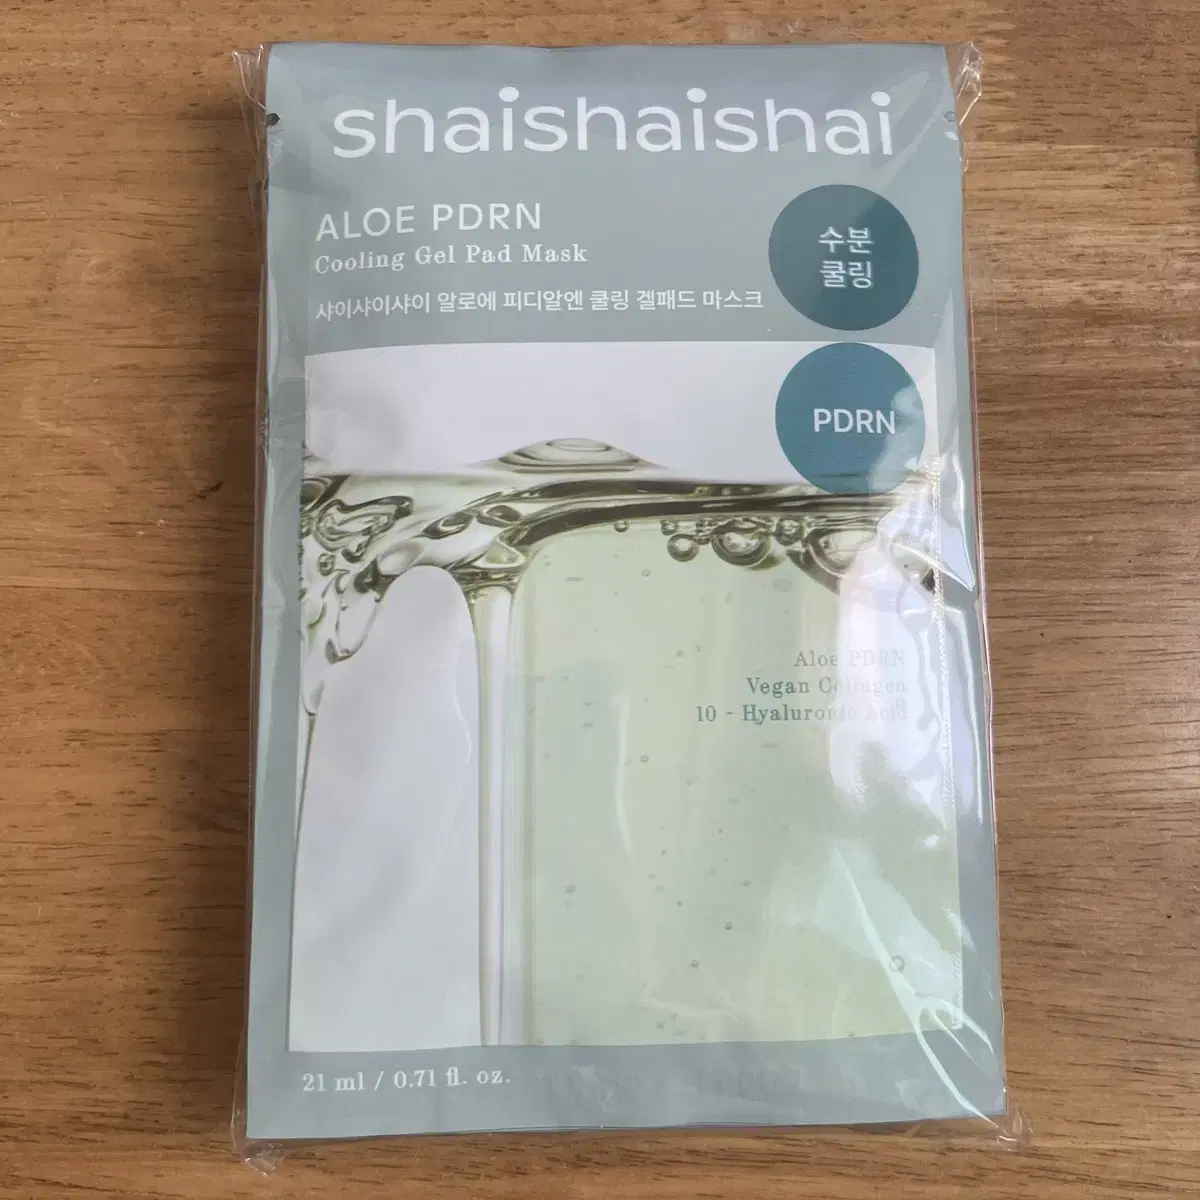 shaishaishai
ALOE PDRN
Cooling Gel Pad Mask
샤이샤이샤이 알로에 피디알엔 쿨링 겔패드 마스크
수분
쿨링
PDRN
Aloe PDRN
Vegan Collagen
10 - Hyaluronic Acid
21 ml / 0.71 fl. oz.